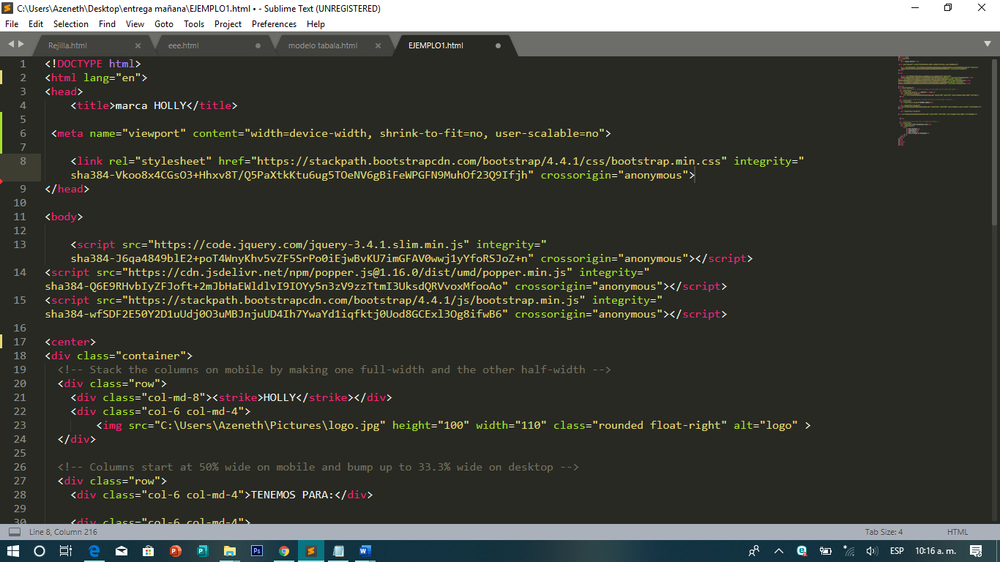 C:\Users\Azeneth\Desktop\entrega mañana\EJEMPLO1.html • - Sublime Text (UNREGISTERED)
File Edit Selection Find View Goto Tools Project Preferences Help
Rejilla.html eee.html modelo tabala.html EJEMPLO1.html
1 <!DOCTYPE html>
2 <html lang="en">
3 <head>
4 <title>marca HOLLY</title>
5
6 <meta name="viewport" content="width=device-width, shrink-to-fit=no, user-scalable=no">
7
8 <link rel="stylesheet" href="https://stackpath.bootstrapcdn.com/bootstrap/4.4.1/css/bootstrap.min.css" integrity="
sha384-Vkoo8x4CGsO3+Hhxv8T/Q5PaXtkKtu6ug5TOeNV6gBiFeWPGFN9MuhOf23Q9Ifjh" crossorigin="anonymous">
9 </head>
10
11 <body>
12
13 <script src="https://code.jquery.com/jquery-3.4.1.slim.min.js" integrity="
sha384-J6qa4849blE2+poT4WnyKhv5vZF5SrPo0iEjwBvKU7imGFAV0wwj1yYfoRSJoZ+n" crossorigin="anonymous"></script>
14 <script src="https://cdn.jsdelivr.net/npm/popper.js@1.16.0/dist/umd/popper.min.js" integrity="
sha384-Q6E9RHvbIyZFJoft+2mJbHaEWldlvI9IOYy5n3zV9zzTtmI3UksdQRVvoxMfooAo" crossorigin="anonymous"></script>
15 <script src="https://stackpath.bootstrapcdn.com/bootstrap/4.4.1/js/bootstrap.min.js" integrity="
sha384-wfSDF2E50Y2D1uUdj0O3uMBJnjuUD4Ih7YwaYd1iqfktj0Uod8GCExl3Og8ifwB6" crossorigin="anonymous"></script>
16
17 <center>
18 <div class="container">
19 <!-- Stack the columns on mobile by making one full-width and the other half-width -->
20 <div class="row">
21 <div class="col-md-8"><strike>HOLLY</strike></div>
22 <div class="col-6 col-md-4">
23 <img src="C:\Users\Azeneth\Pictures\logo.jpg" height="100" width="110" class="rounded float-right" alt="logo" >
24 </div>
25
26 <!-- Columns start at 50% wide on mobile and bump up to 33.3% wide on desktop -->
27 <div class="row">
28 <div class="col-6 col-md-4">TENEMOS PARA:</div>
29
30 <div class="col-6 col-md-4">
Line 8, Column 216 Tab Size: 4 HTML
ESP 10:16 a. m.